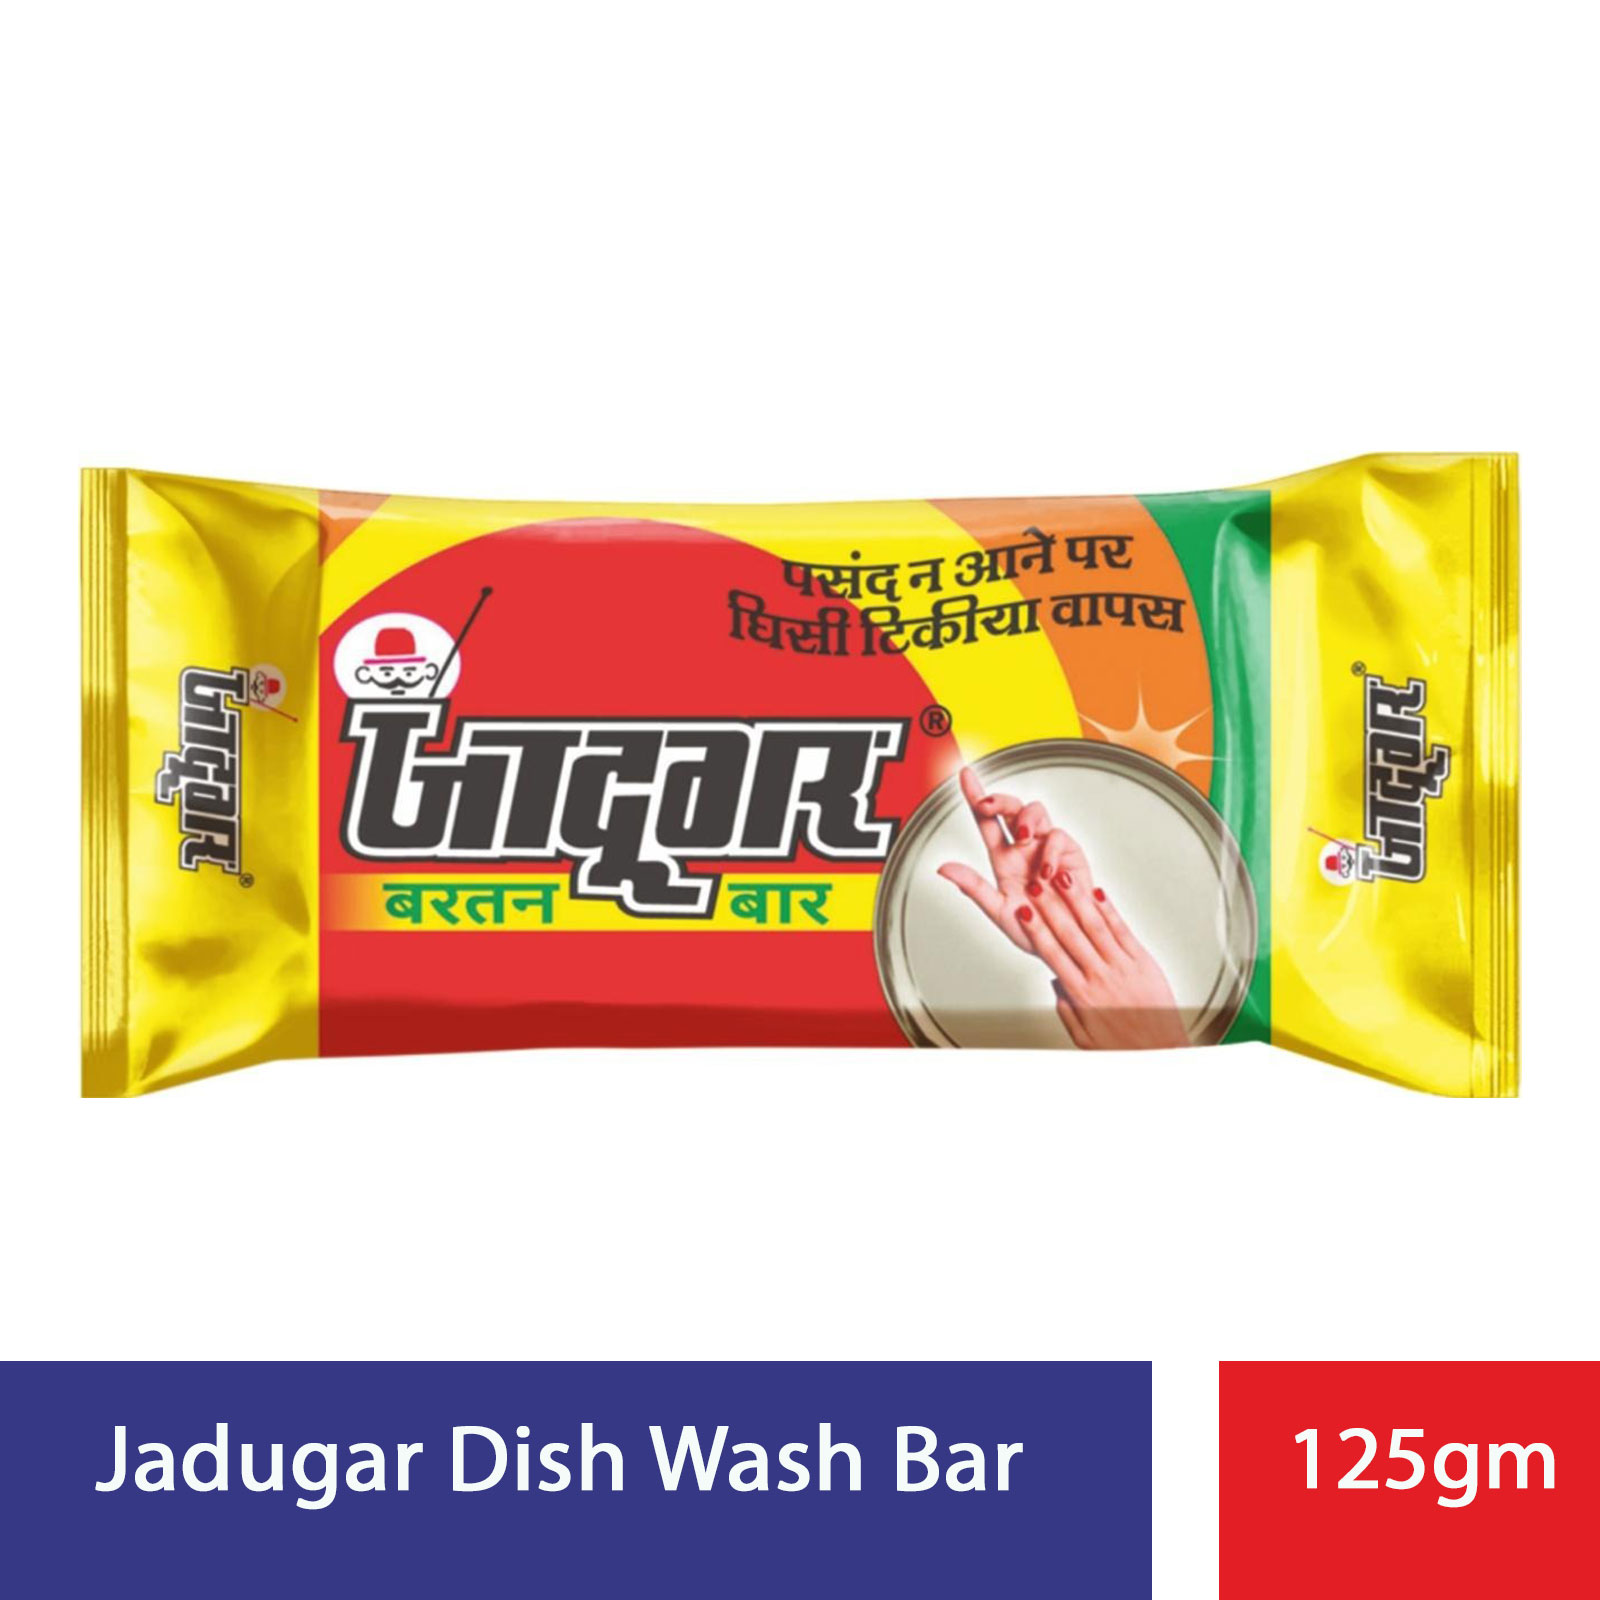 पसंद न आने पर
घिसी टिकीया वापस
जादूगर®
बरतन बार
जादूगर®
जादूगर®
Jadugar Dish Wash Bar
125gm